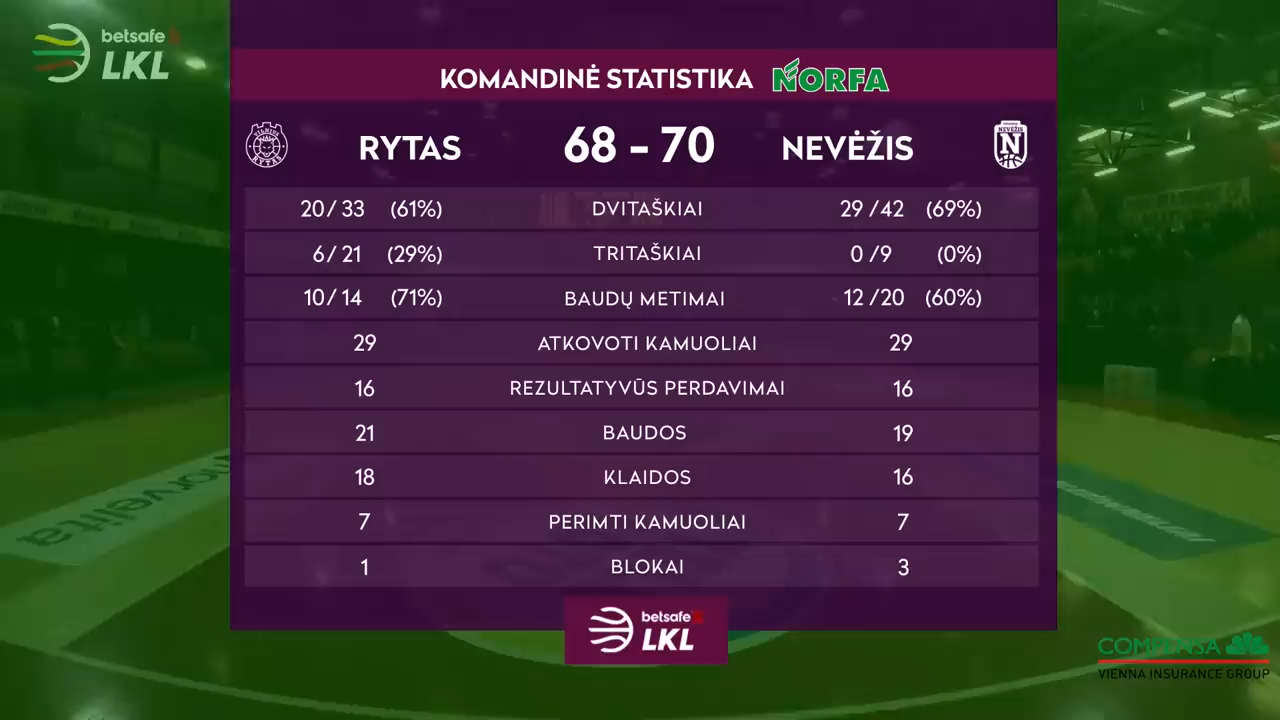 betsafe
LKL
KOMANDINĖ STATISTIKA NORFA
RYTAS 68 - 70 NEVĖŽIS
20/33 (61%) DVITAŠKIAI 29/42 (69%)
6/21 (29%) TRITAŠKIAI 0/9 (0%)
10/14 (71%) BAUDŲ METIMAI 12/20 (60%)
29 ATKOVOTI KAMUOLIAI 29
16 REZULTATYVŪS PERDAVIMAI 16
21 BAUDOS 19
18 KLAIDOS 16
7 PERIMTI KAMUOLIAI 7
1 BLOKAI 3
betsafe
LKL
COMPENSA
VIENNA INSURANCE GROUP